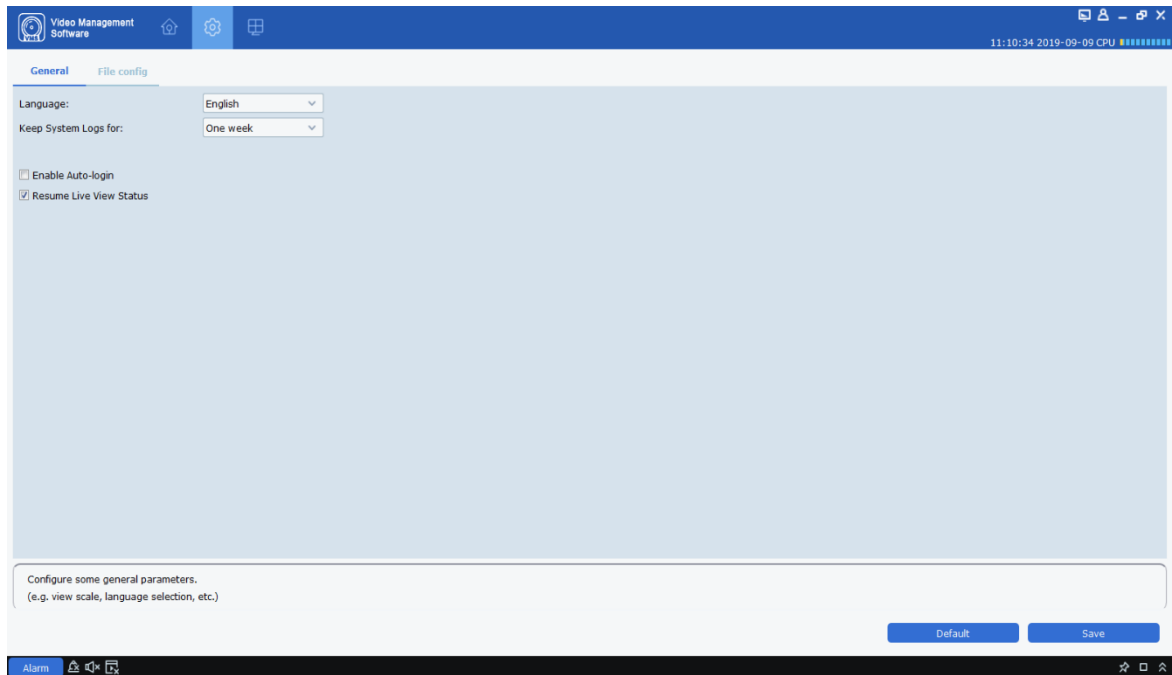 Video Management
Software
11:10:34 2019-09-09 CPU
General File config
Language: English
Keep System Logs for: One week
Enable Auto-login
Resume Live View Status
Configure some general parameters.
(e.g. view scale, language selection, etc.)
Default Save
Alarm